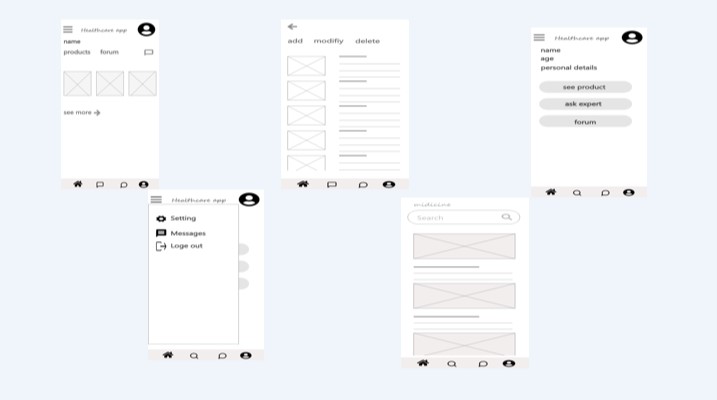 Healthcare app
name
products forum
see more
add modifiy delete
Healthcare app
name
age
personal details
see product
ask expert
forum
Healthcare app
Setting
Messages
Loge out
midicine
Search